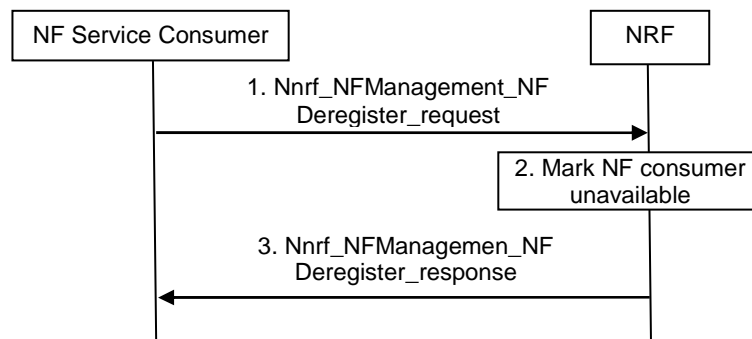 NF Service Consumer
NRF
1. Nnrf_NFManagement_NF
Deregister_request
2. Mark NF consumer
unavailable
3. Nnrf_NFManagemen_NF
Deregister_response